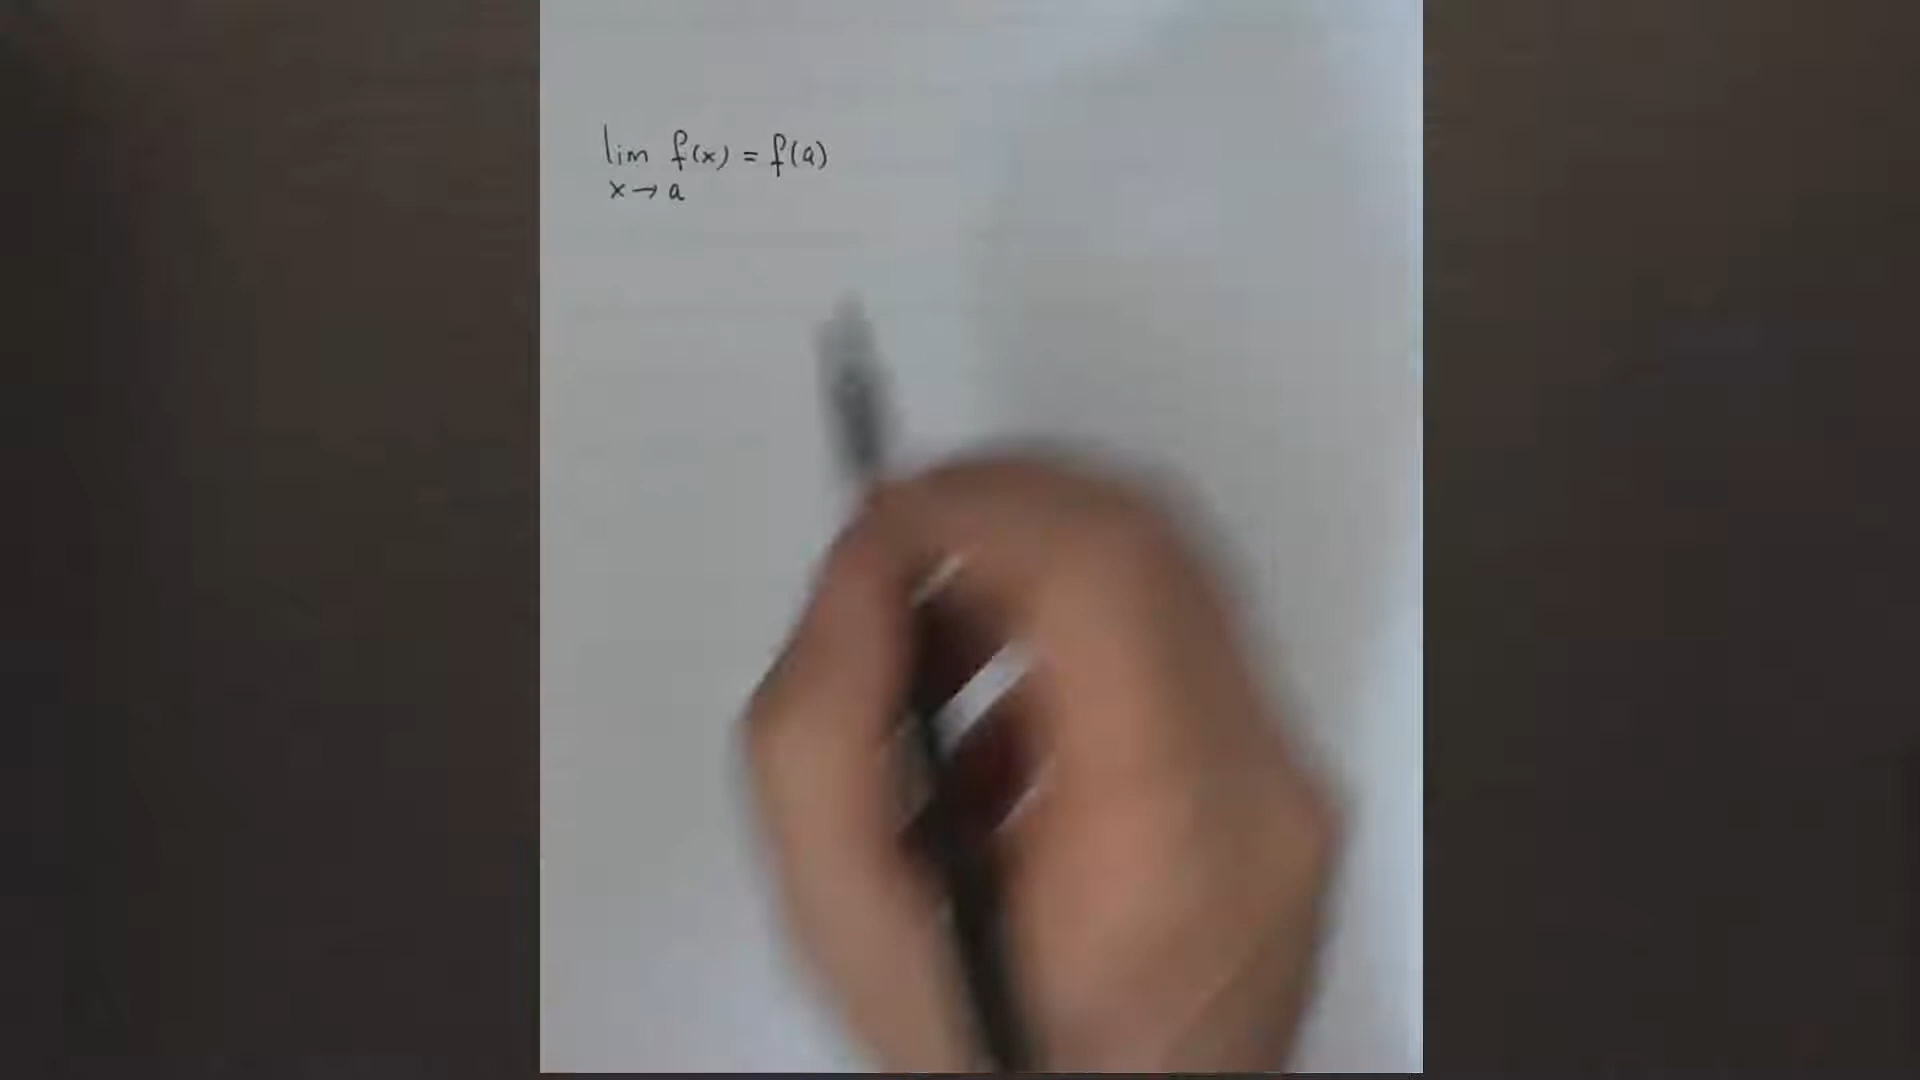 lim f(x) = f(a)
x → a